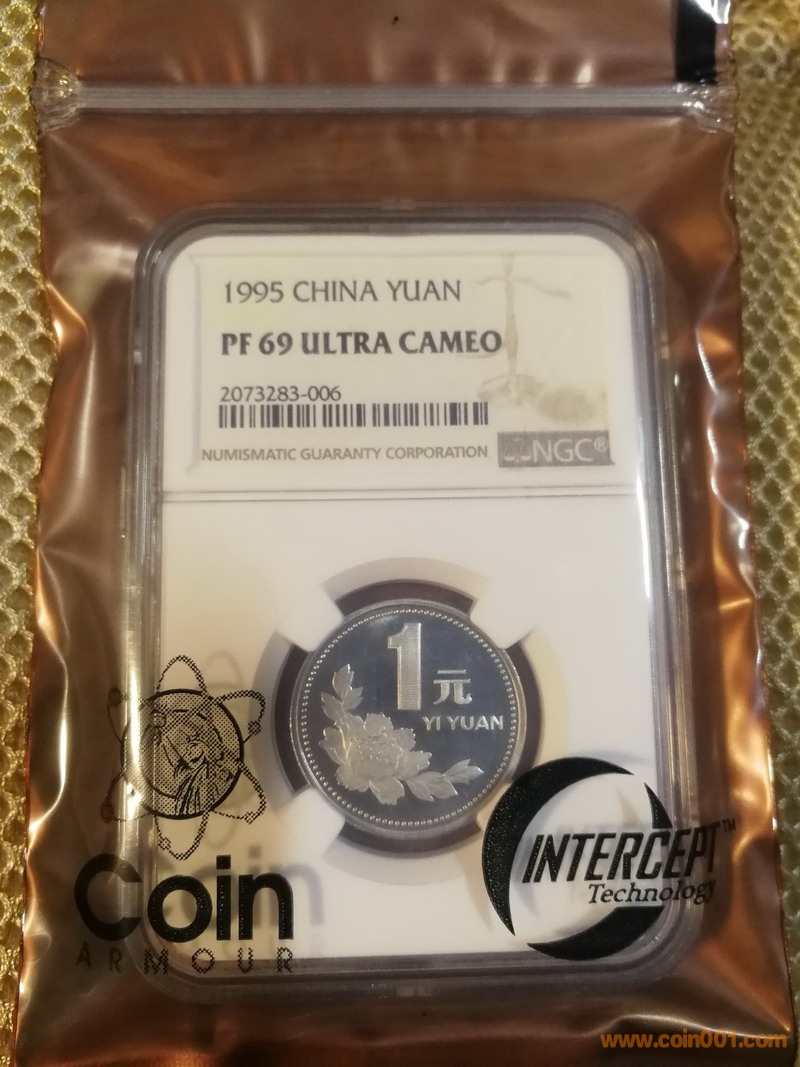 1995 CHINA YUAN
PF 69 ULTRA CAMEO
2073283-006
NUMISMATIC GUARANTY CORPORATION
NGC®
1
元
YI YUAN
INTERCEPT™
Technology
Coin
ARMOUR
www.coin001.com